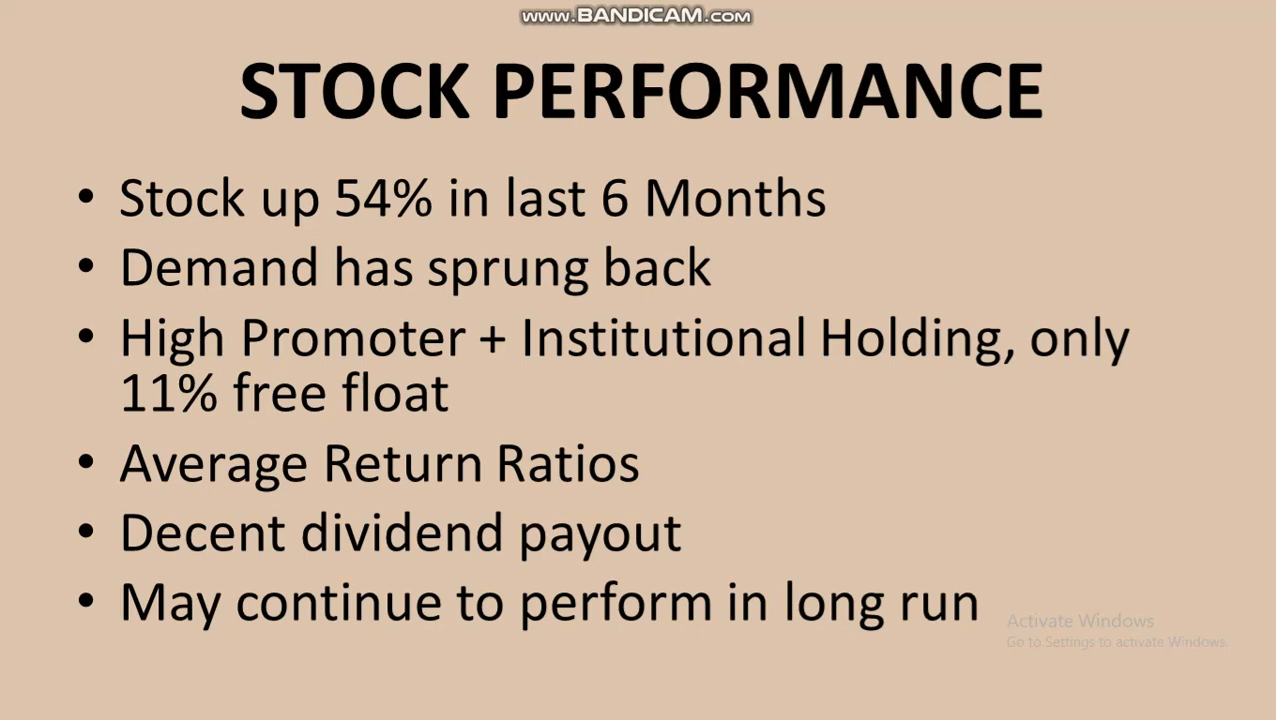 www.BANDICAM.com
STOCK PERFORMANCE
• Stock up 54% in last 6 Months
• Demand has sprung back
• High Promoter + Institutional Holding, only
11% free float
• Average Return Ratios
• Decent dividend payout
• May continue to perform in long run
Activate Windows
Go to Settings to activate Windows.